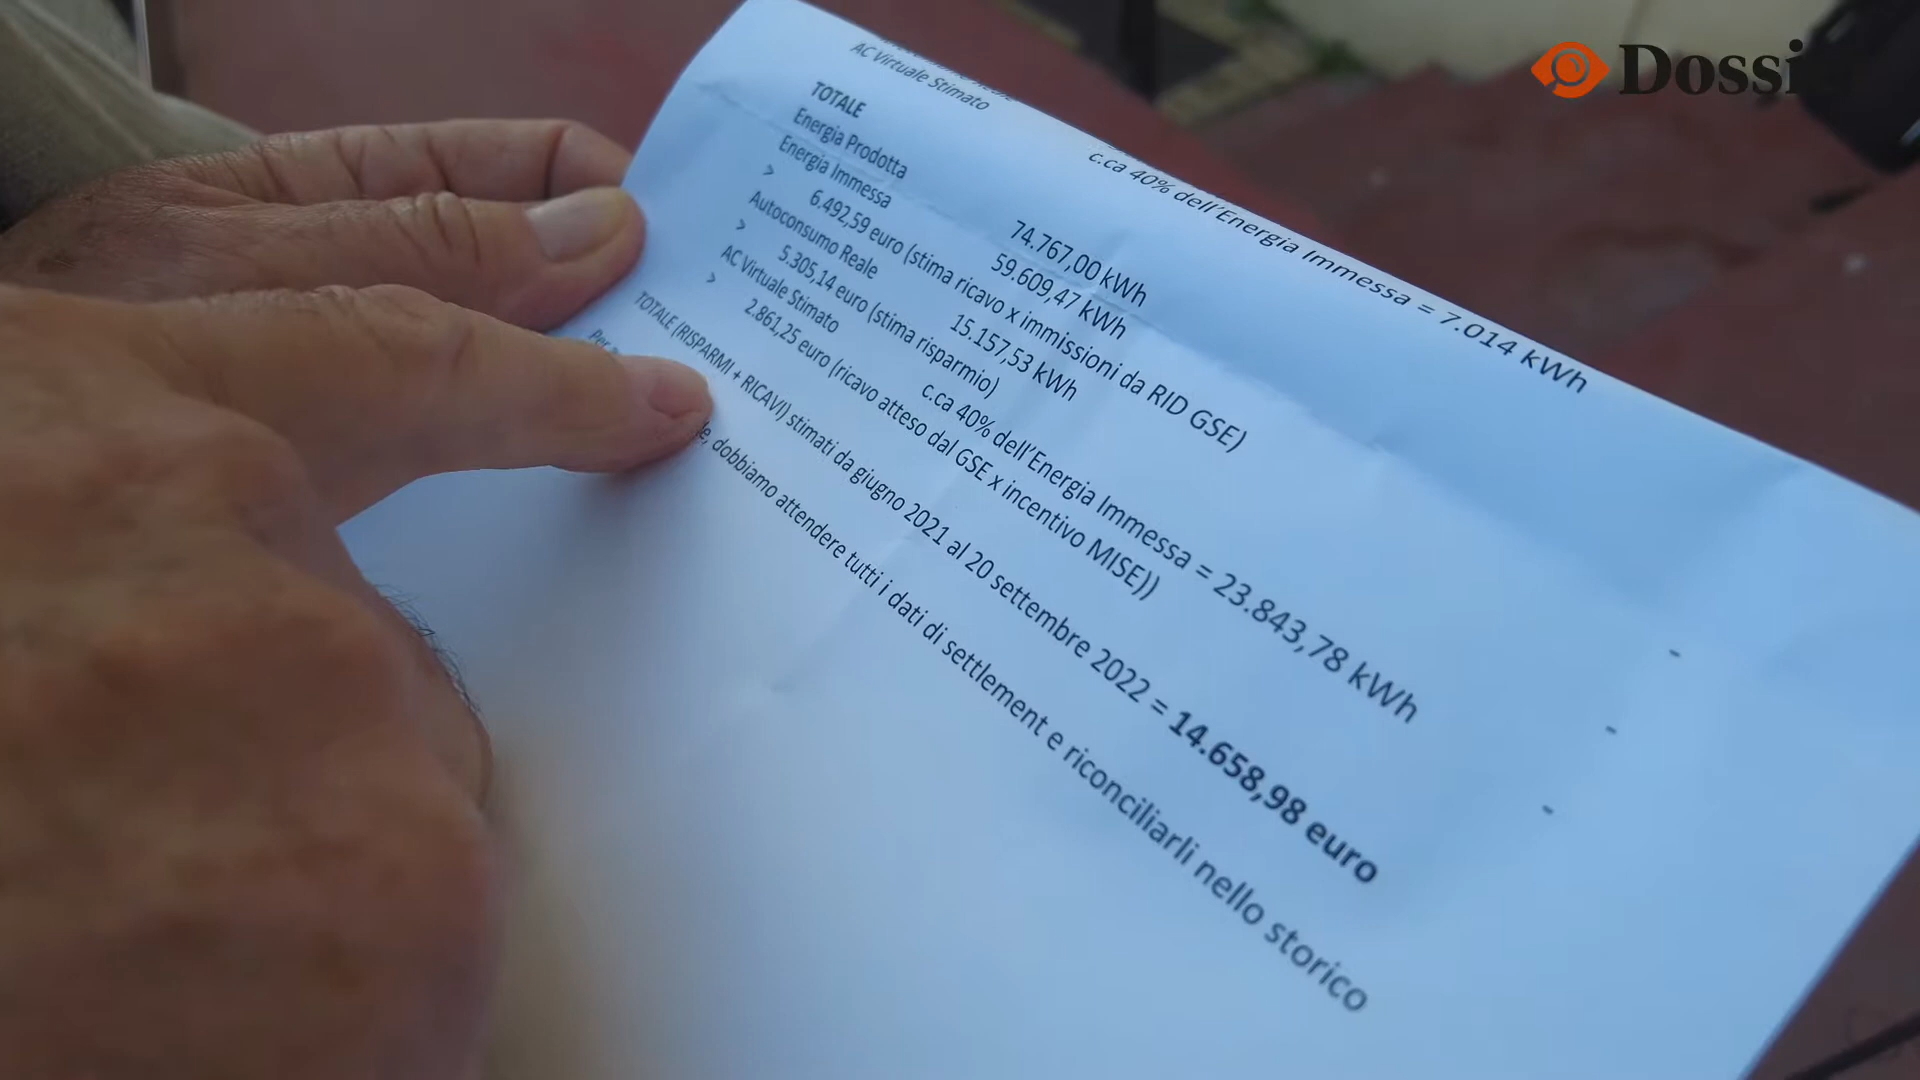 Dossi
AC Virtuale Stimato c.ca 40% dell'Energia Immessa = 7.014 kWh
TOTALE
Energia Prodotta 74.767,00 kWh
Energia Immessa 59.609,47 kWh
> 6.492,59 euro (stima ricavo x immissioni da RID GSE)
Autoconsumo Reale 15.157,53 kWh
> 5.305,14 euro (stima risparmio)
AC Virtuale Stimato c.ca 40% dell'Energia Immessa = 23.843,78 kWh
> 2.861,25 euro (ricavo atteso dal GSE x incentivo MISE))
TOTALE (RISPARMI + RICAVI) stimati da giugno 2021 al 20 settembre 2022 = 14.658,98 euro
Per dobbiamo attendere tutti i dati di settlement e riconciliarli nello storico